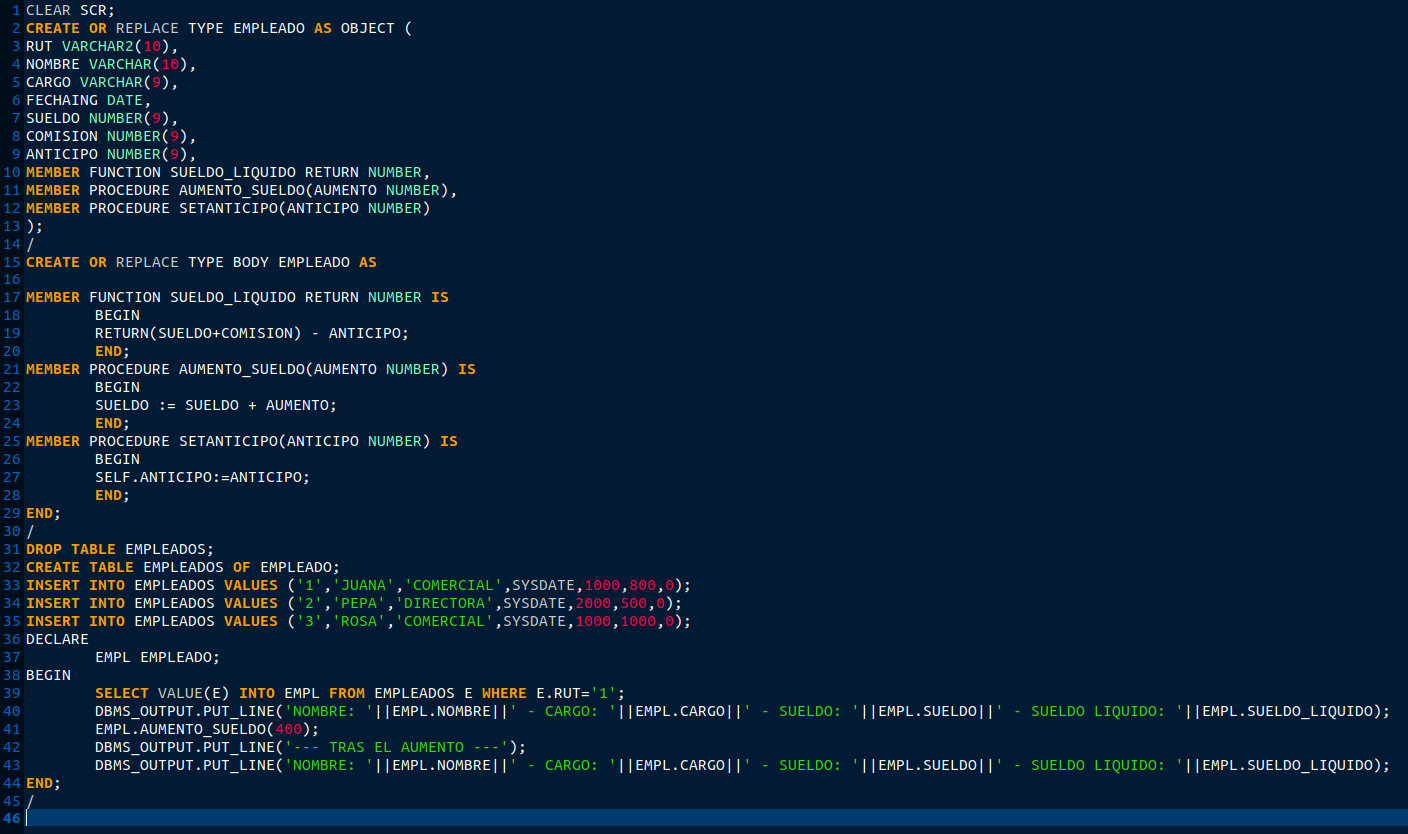 1 CLEAR SCR;
2 CREATE OR REPLACE TYPE EMPLEADO AS OBJECT (
3 RUT VARCHAR2(10),
4 NOMBRE VARCHAR(10),
5 CARGO VARCHAR(9),
6 FECHAING DATE,
7 SUELDO NUMBER(9),
8 COMISION NUMBER(9),
9 ANTICIPO NUMBER(9),
10 MEMBER FUNCTION SUELDO_LIQUIDO RETURN NUMBER,
11 MEMBER PROCEDURE AUMENTO_SUELDO(AUMENTO NUMBER),
12 MEMBER PROCEDURE SETANTICIPO(ANTICIPO NUMBER)
13 );
14 /
15 CREATE OR REPLACE TYPE BODY EMPLEADO AS
16
17 MEMBER FUNCTION SUELDO_LIQUIDO RETURN NUMBER IS
18 BEGIN
19 RETURN(SUELDO+COMISION) - ANTICIPO;
20 END;
21 MEMBER PROCEDURE AUMENTO_SUELDO(AUMENTO NUMBER) IS
22 BEGIN
23 SUELDO := SUELDO + AUMENTO;
24 END;
25 MEMBER PROCEDURE SETANTICIPO(ANTICIPO NUMBER) IS
26 BEGIN
27 SELF.ANTICIPO:=ANTICIPO;
28 END;
29 END;
30 /
31 DROP TABLE EMPLEADOS;
32 CREATE TABLE EMPLEADOS OF EMPLEADO;
33 INSERT INTO EMPLEADOS VALUES ('1','JUANA','COMERCIAL',SYSDATE,1000,800,0);
34 INSERT INTO EMPLEADOS VALUES ('2','PEPA','DIRECTORA',SYSDATE,2000,500,0);
35 INSERT INTO EMPLEADOS VALUES ('3','ROSA','COMERCIAL',SYSDATE,1000,1000,0);
36 DECLARE
37 EMPL EMPLEADO;
38 BEGIN
39 SELECT VALUE(E) INTO EMPL FROM EMPLEADOS E WHERE E.RUT='1';
40 DBMS_OUTPUT.PUT_LINE('NOMBRE: '||EMPL.NOMBRE||' - CARGO: '||EMPL.CARGO||' - SUELDO: '||EMPL.SUELDO||' - SUELDO LIQUIDO: '||EMPL.SUELDO_LIQUIDO);
41 EMPL.AUMENTO_SUELDO(400);
42 DBMS_OUTPUT.PUT_LINE('--- TRAS EL AUMENTO ---');
43 DBMS_OUTPUT.PUT_LINE('NOMBRE: '||EMPL.NOMBRE||' - CARGO: '||EMPL.CARGO||' - SUELDO: '||EMPL.SUELDO||' - SUELDO LIQUIDO: '||EMPL.SUELDO_LIQUIDO);
44 END;
45 /
46